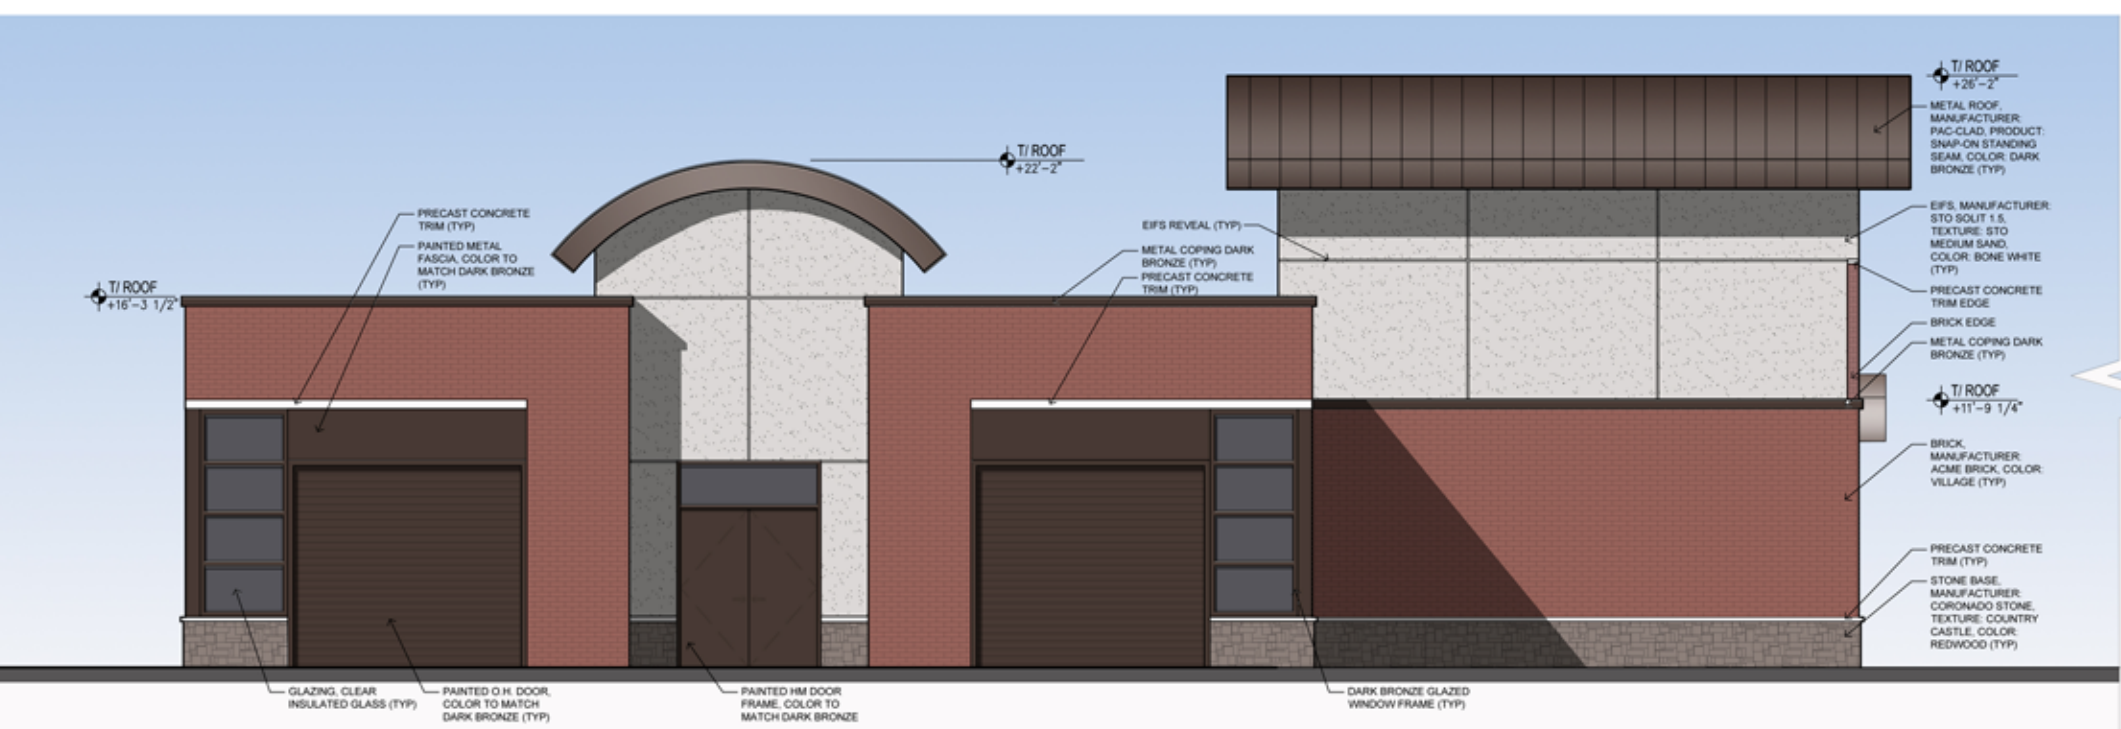 T/ ROOF
+26'-2"
METAL ROOF,
MANUFACTURER:
PAC-CLAD, PRODUCT:
SNAP-ON STANDING
SEAM, COLOR: DARK
BRONZE (TYP)
T/ ROOF
+22'-2"
PRECAST CONCRETE
TRIM (TYP)
PAINTED METAL
FASCIA, COLOR TO
MATCH DARK BRONZE
(TYP)
EIFS REVEAL (TYP)
METAL COPING DARK
BRONZE (TYP)
PRECAST CONCRETE
TRIM (TYP)
EIFS, MANUFACTURER:
STO SOLIT 1.5,
TEXTURE: STO
MEDIUM SAND,
COLOR: BONE WHITE
(TYP)
T/ ROOF
+16'-3 1/2"
PRECAST CONCRETE
TRIM EDGE
BRICK EDGE
METAL COPING DARK
BRONZE (TYP)
T/ ROOF
+11'-9 1/4"
BRICK,
MANUFACTURER:
ACME BRICK, COLOR:
VILLAGE (TYP)
PRECAST CONCRETE
TRIM (TYP)
STONE BASE,
MANUFACTURER:
CORONADO STONE,
TEXTURE: COUNTRY
CASTLE, COLOR:
REDWOOD (TYP)
GLAZING, CLEAR
INSULATED GLASS (TYP)
PAINTED O.H. DOOR,
COLOR TO MATCH
DARK BRONZE (TYP)
PAINTED HM DOOR
FRAME, COLOR TO
MATCH DARK BRONZE
DARK BRONZE GLAZED
WINDOW FRAME (TYP)